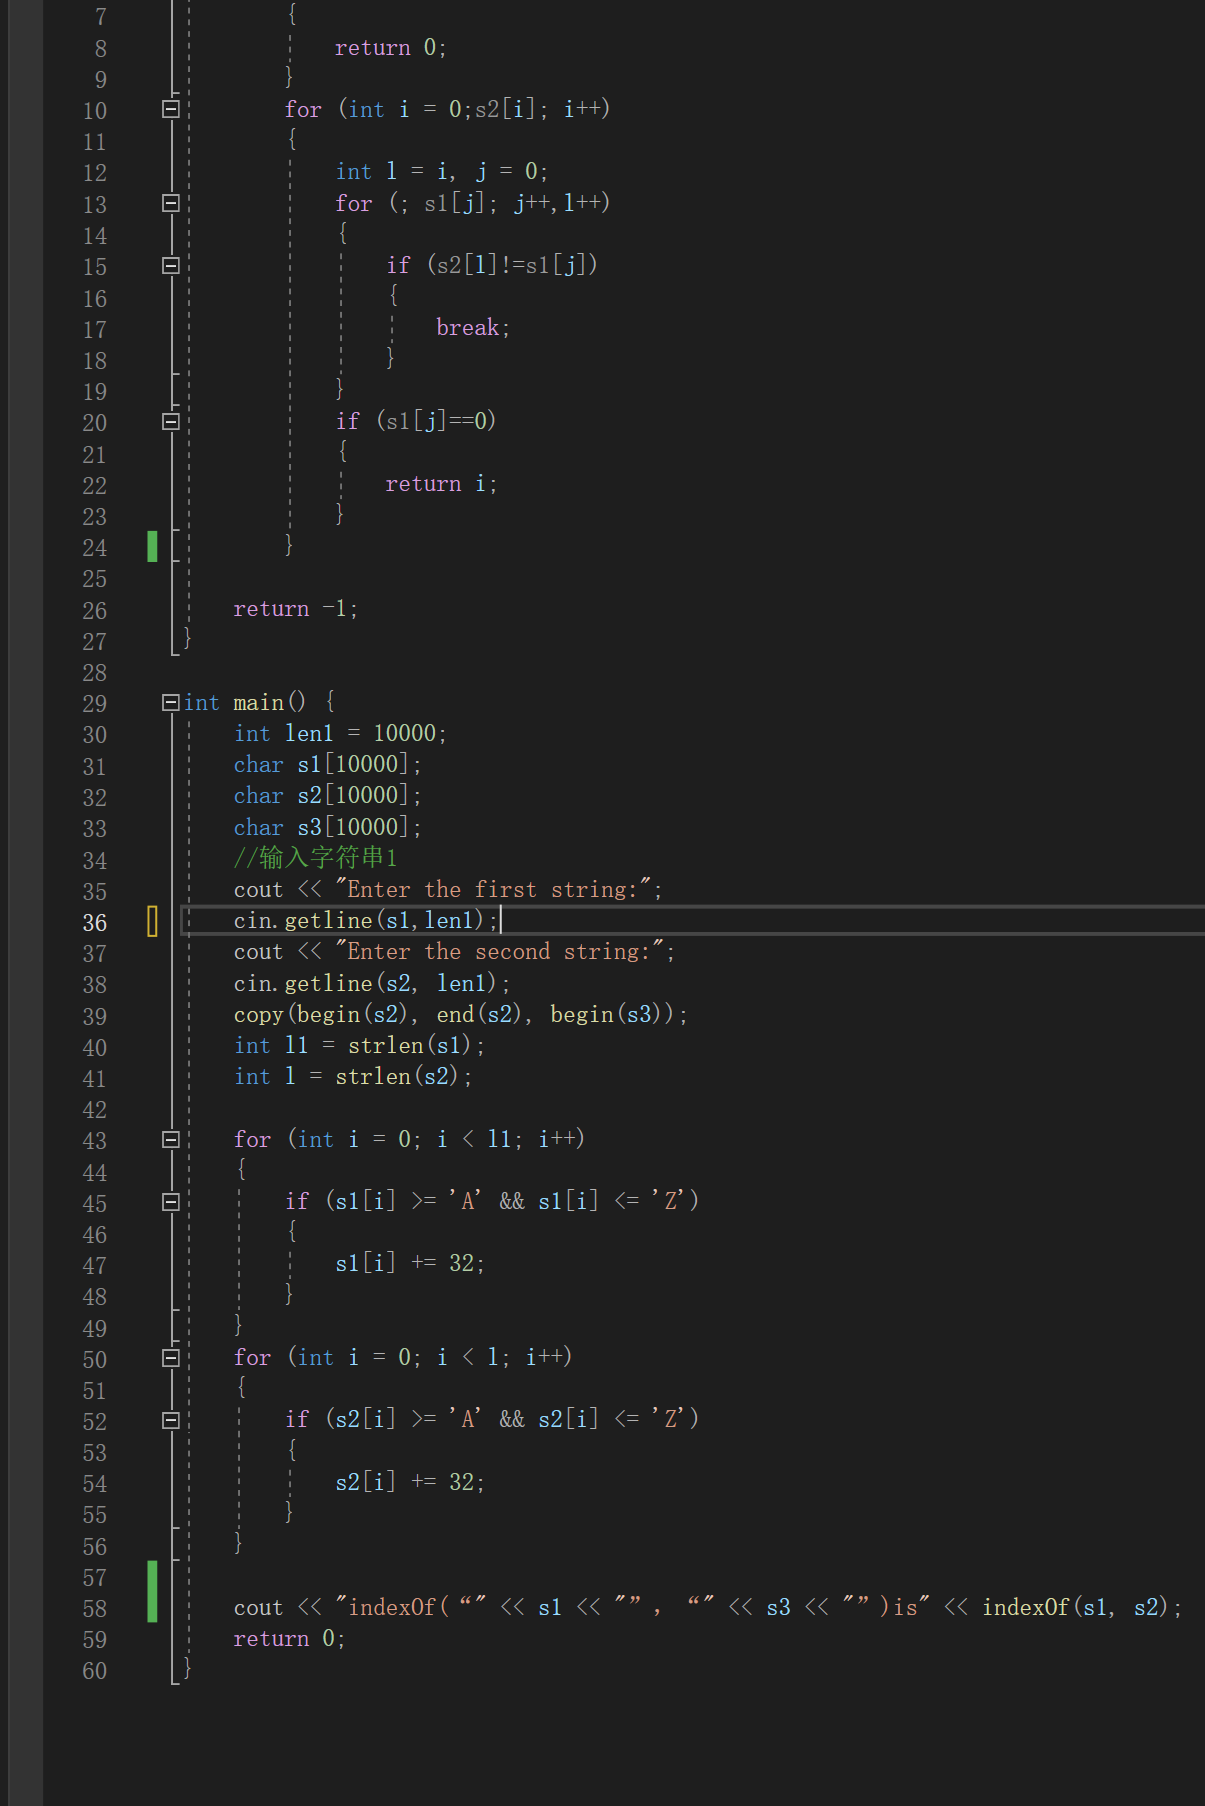 7 {
8 return 0;
9 }
10 for (int i = 0;s2[i]; i++)
11 {
12 int l = i, j = 0;
13 for (; s1[j]; j++,l++)
14 {
15 if (s2[l]!=s1[j])
16 {
17 break;
18 }
19 }
20 if (s1[j]==0)
21 {
22 return i;
23 }
24 }
25
26 return -1;
27 }
28
29 int main() {
30 int len1 = 10000;
31 char s1[10000];
32 char s2[10000];
33 char s3[10000];
34 //输入字符串1
35 cout << "Enter the first string:";
36 cin.getline(s1,len1);
37 cout << "Enter the second string:";
38 cin.getline(s2, len1);
39 copy(begin(s2), end(s2), begin(s3));
40 int l1 = strlen(s1);
41 int l = strlen(s2);
42
43 for (int i = 0; i < l1; i++)
44 {
45 if (s1[i] >= 'A' && s1[i] <= 'Z')
46 {
47 s1[i] += 32;
48 }
49 }
50 for (int i = 0; i < l; i++)
51 {
52 if (s2[i] >= 'A' && s2[i] <= 'Z')
53 {
54 s2[i] += 32;
55 }
56 }
57
58 cout << "indexOf(“" << s1 << "”, “" << s3 << "”)is" << indexOf(s1, s2);
59 return 0;
60 }